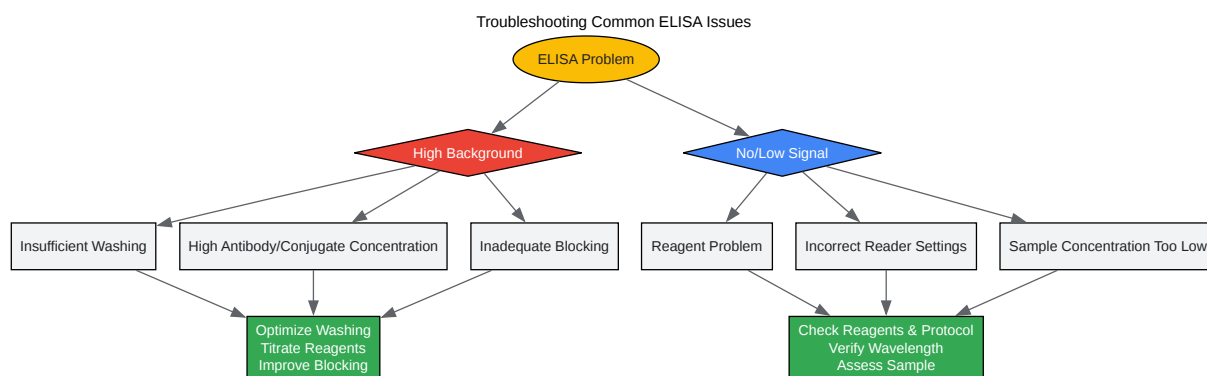 Troubleshooting Common ELISA Issues
ELISA Problem
High Background
No/Low Signal
Insufficient Washing
High Antibody/Conjugate Concentration
Inadequate Blocking
Reagent Problem
Incorrect Reader Settings
Sample Concentration Too Low
Optimize Washing
Titrate Reagents
Improve Blocking
Check Reagents & Protocol
Verify Wavelength
Assess Sample